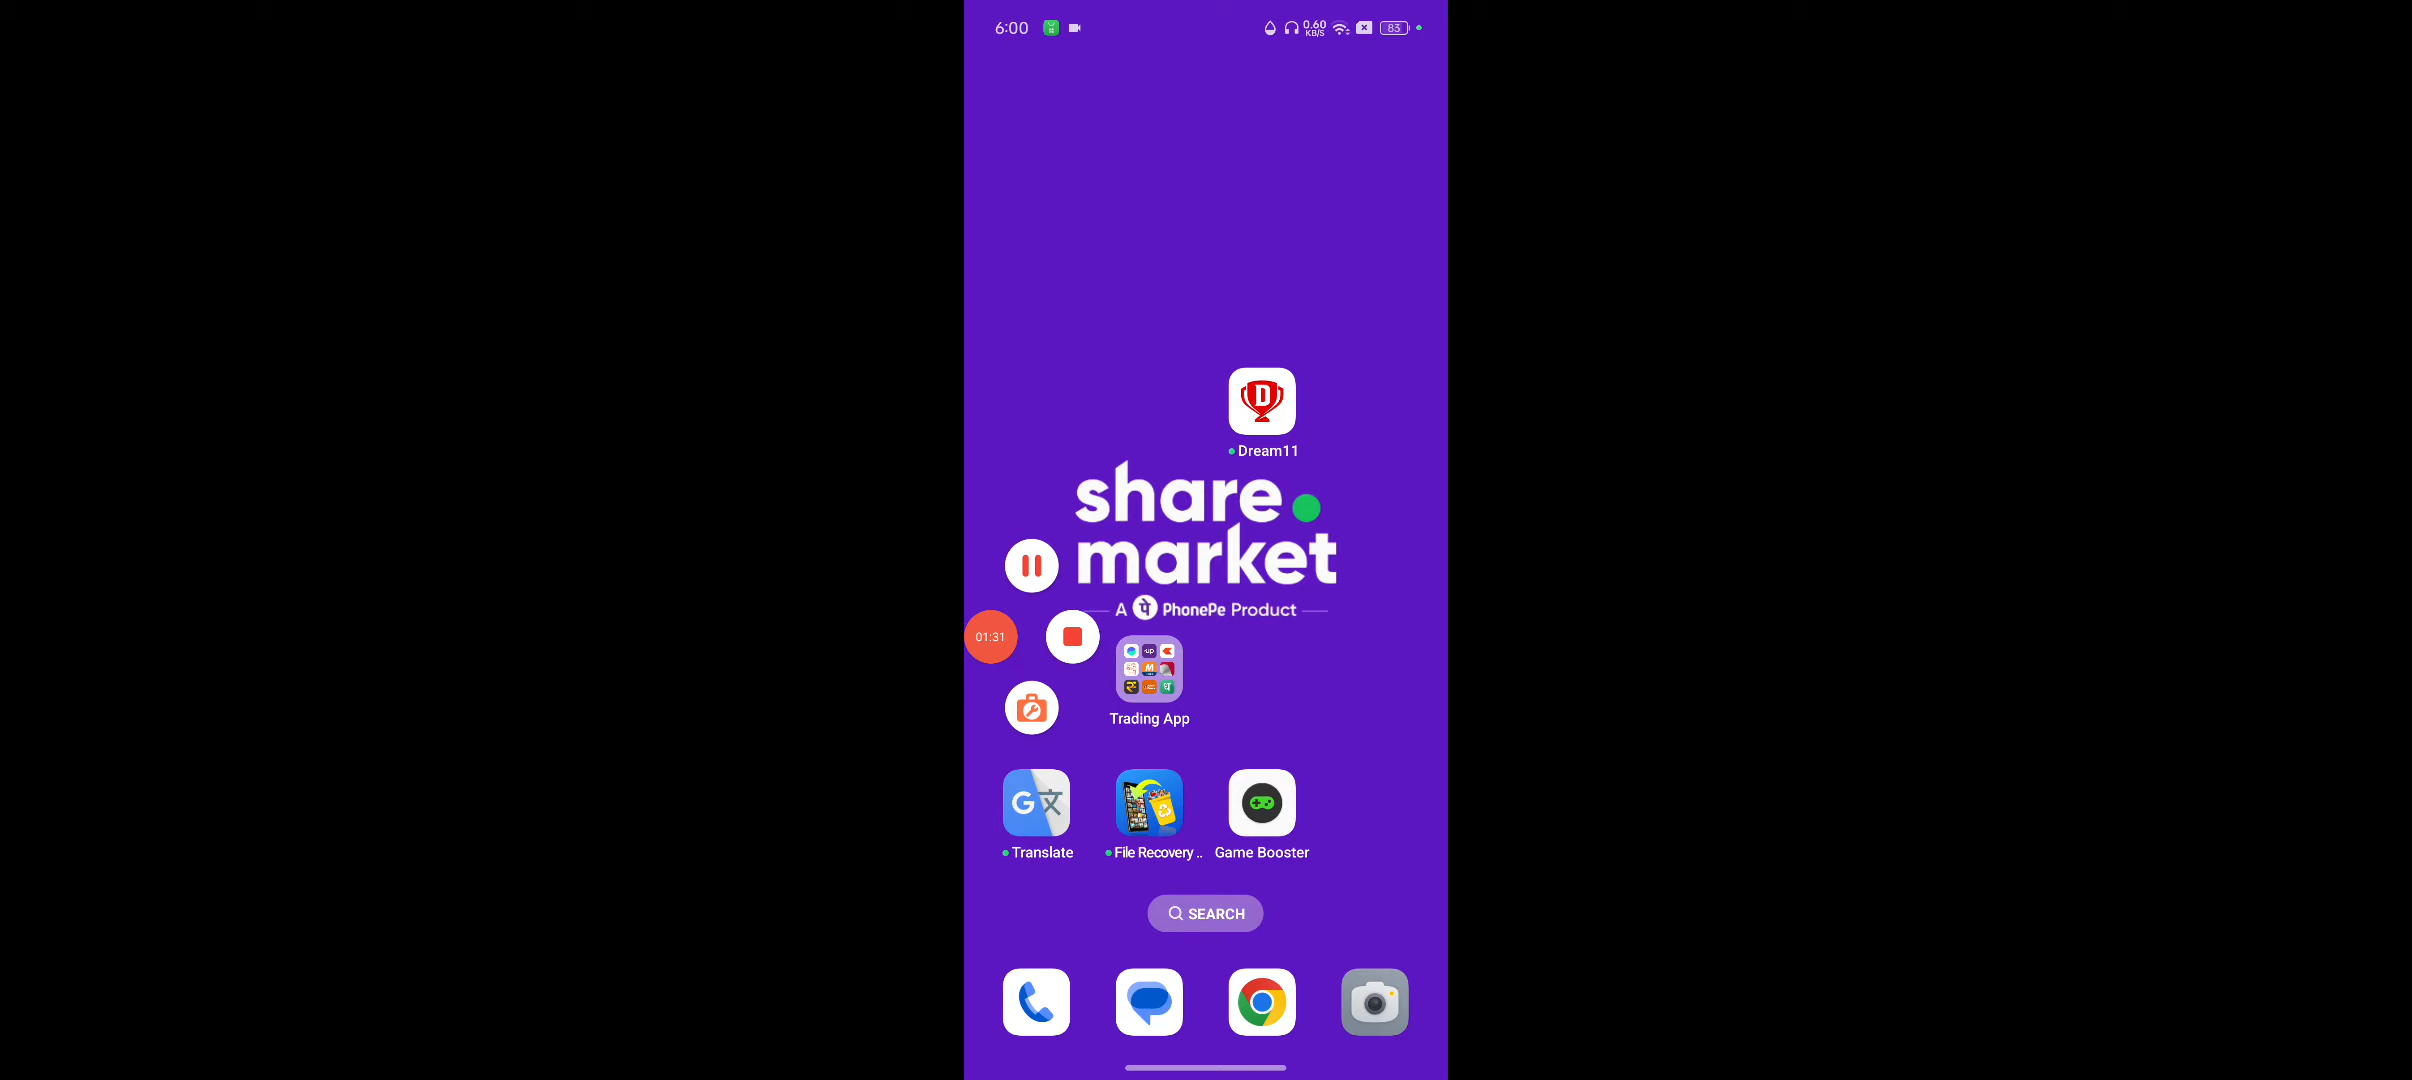 6:00
0.60
KB/S
83
Dream11
share
market
A पे PhonePe Product
01:31
Trading App
Translate
File Recovery ..
Game Booster
SEARCH